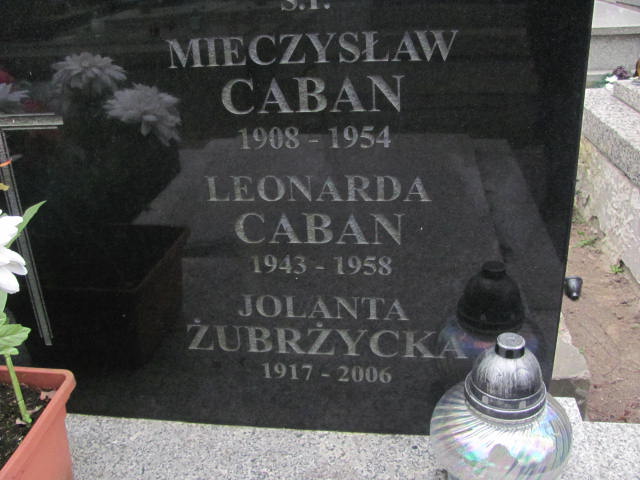 Ś.P.
MIECZYSŁAW
CABAN
1908 - 1954
LEONARDA
CABAN
1943 - 1958
JOLANTA
ŻUBRŻYCKA
1917 - 2006